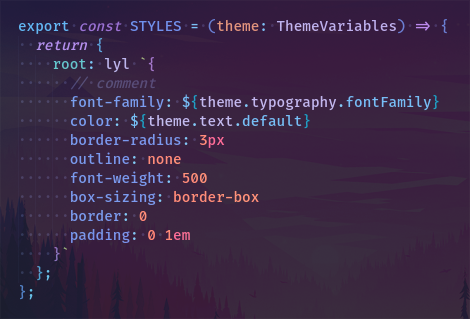 export const STYLES = (theme: ThemeVariables) => {
  return {
    root: lyl `{
      // comment
      font-family: ${theme.typography.fontFamily}
      color: ${theme.text.default}
      border-radius: 3px
      outline: none
      font-weight: 500
      box-sizing: border-box
      border: 0
      padding: 0 1em
    }`
  };
};